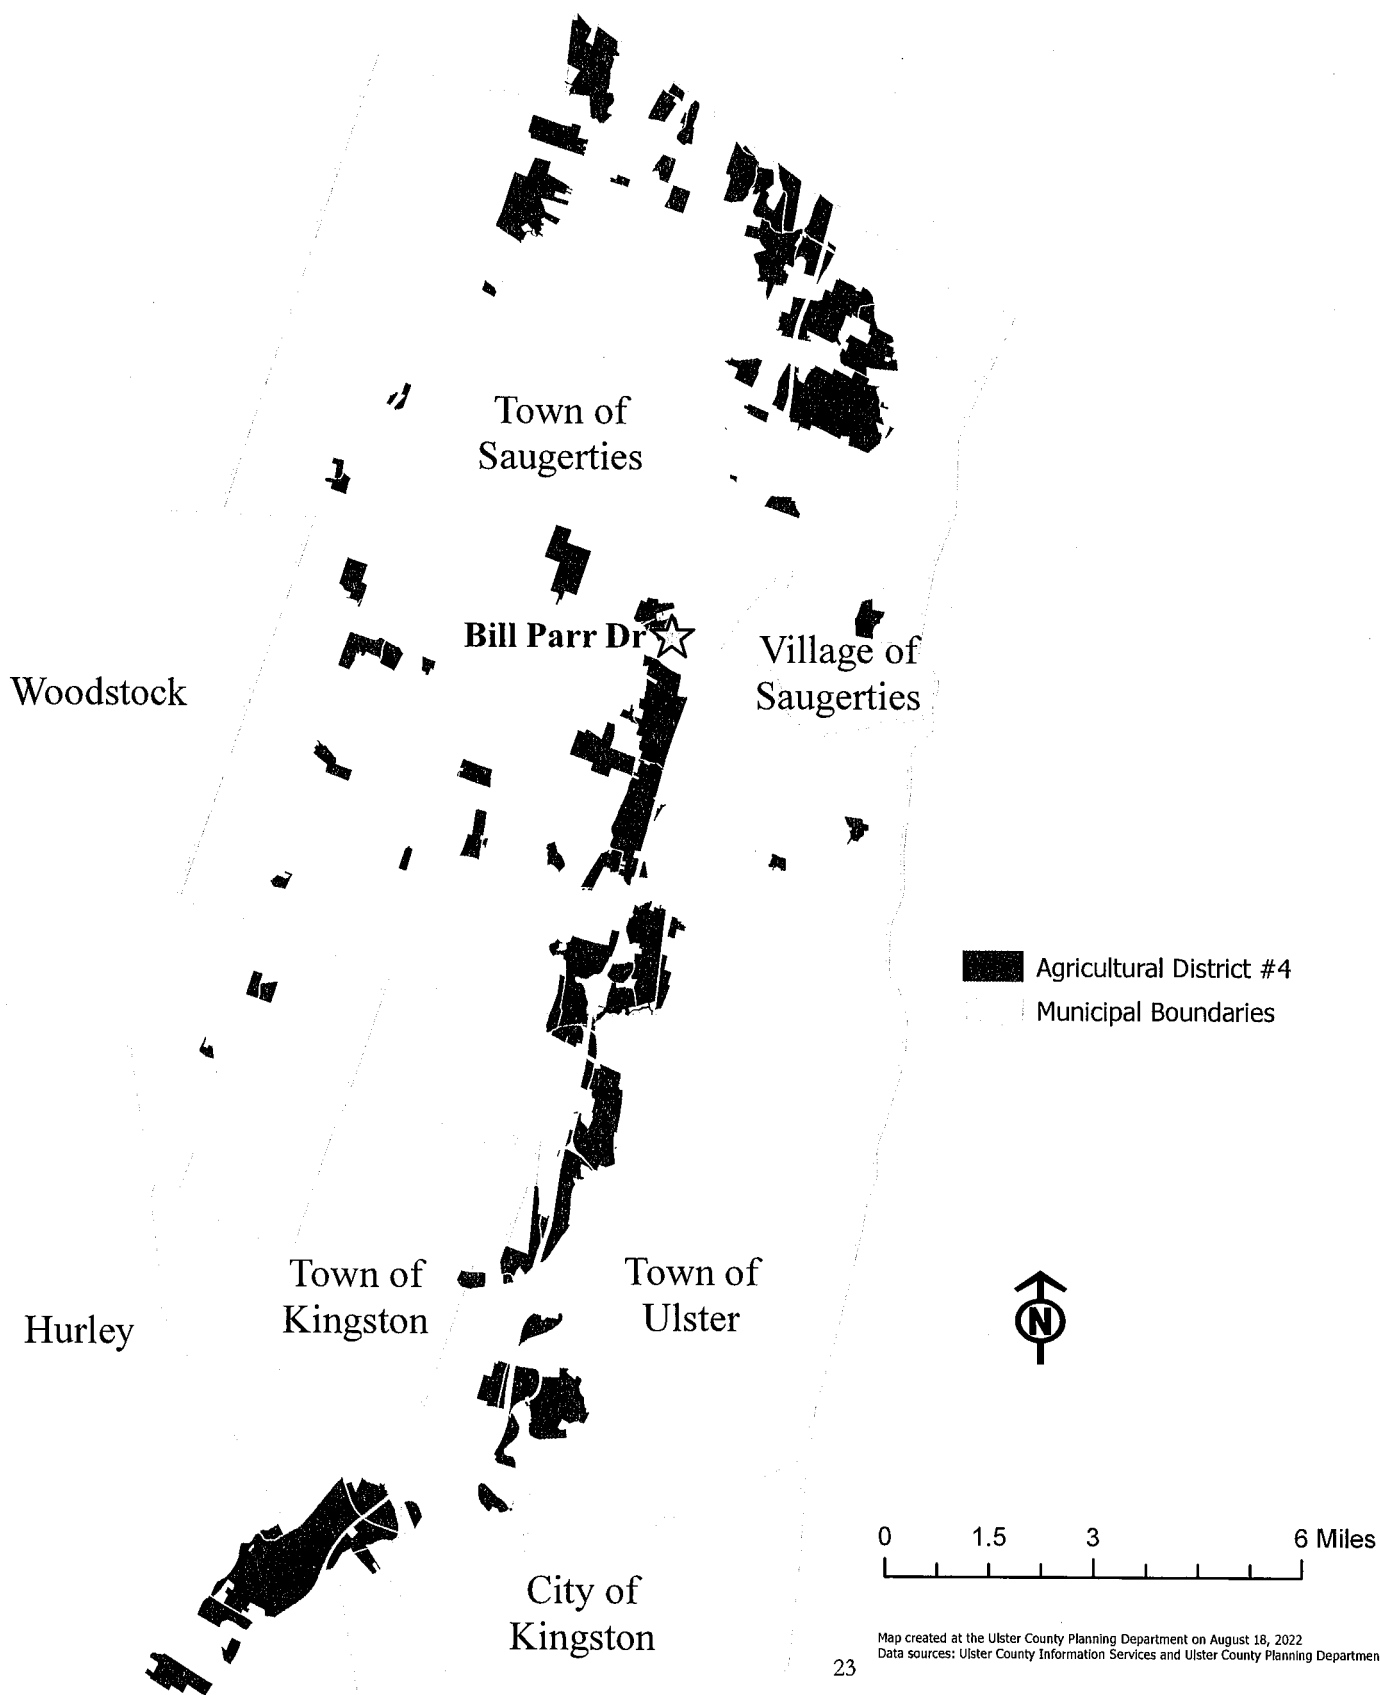 Town of
Saugerties
Bill Parr Dr
Village of
Saugerties
Woodstock
Agricultural District #4
Municipal Boundaries
Town of
Kingston
Town of
Ulster
Hurley
N
0 1.5 3 6 Miles
City of
Kingston
Map created at the Ulster County Planning Department on August 18, 2022
Data sources: Ulster County Information Services and Ulster County Planning Departmen
23